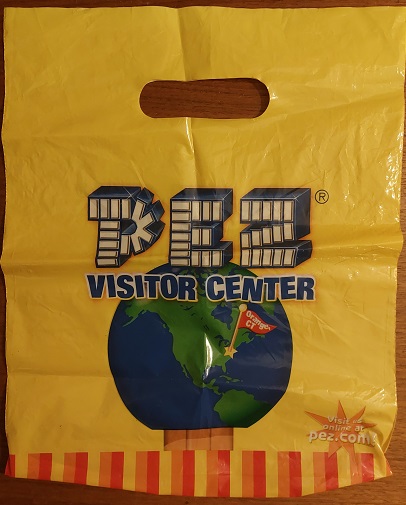 PEZ®
VISITOR CENTER
Orange,
CT
Visit us
online at
pez.com!